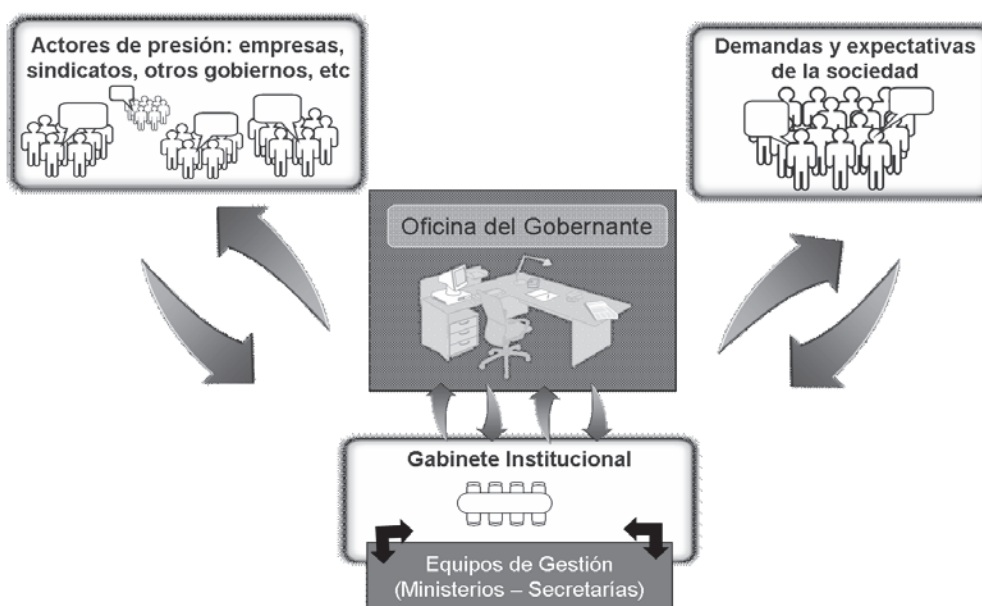 Actores de presión: empresas,
sindicatos, otros gobiernos, etc
Demandas y expectativas
de la sociedad
Oficina del Gobernante
Gabinete Institucional
Equipos de Gestión
(Ministerios – Secretarías)